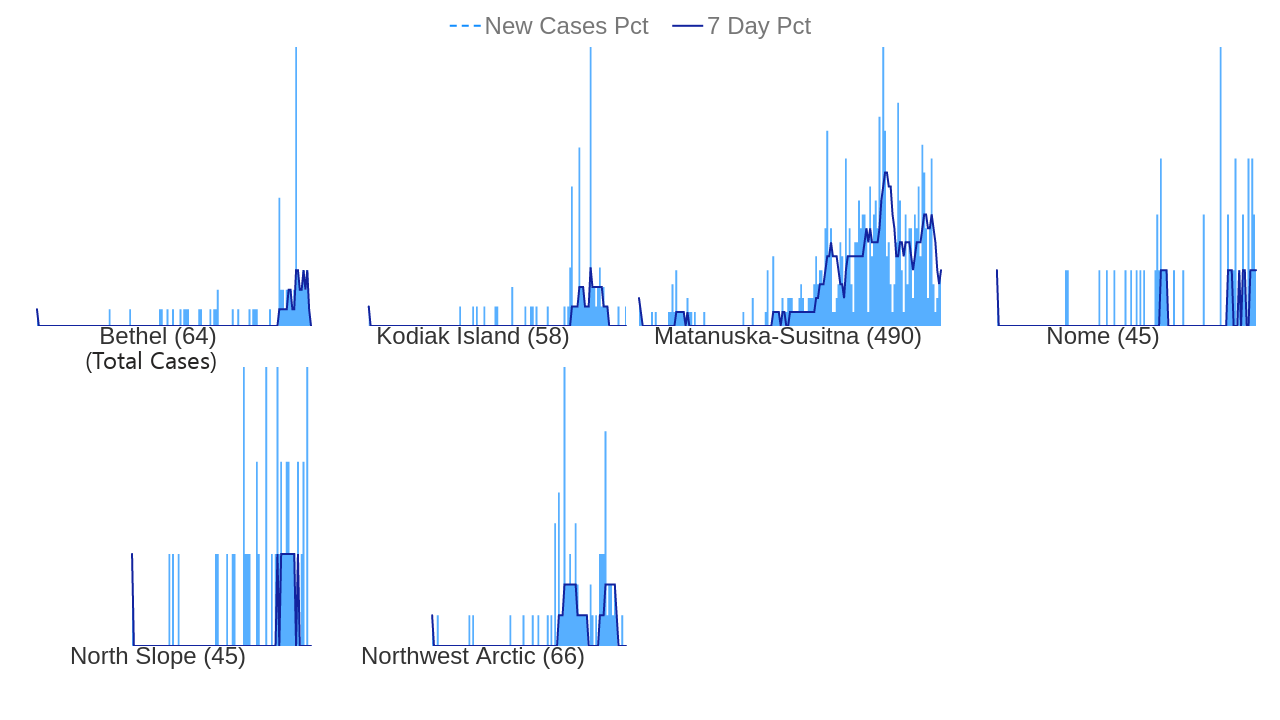 New Cases Pct 7 Day Pct
Bethel (64) Kodiak Island (58) Matanuska-Susitna (490) Nome (45)
(Total Cases)
North Slope (45) Northwest Arctic (66)